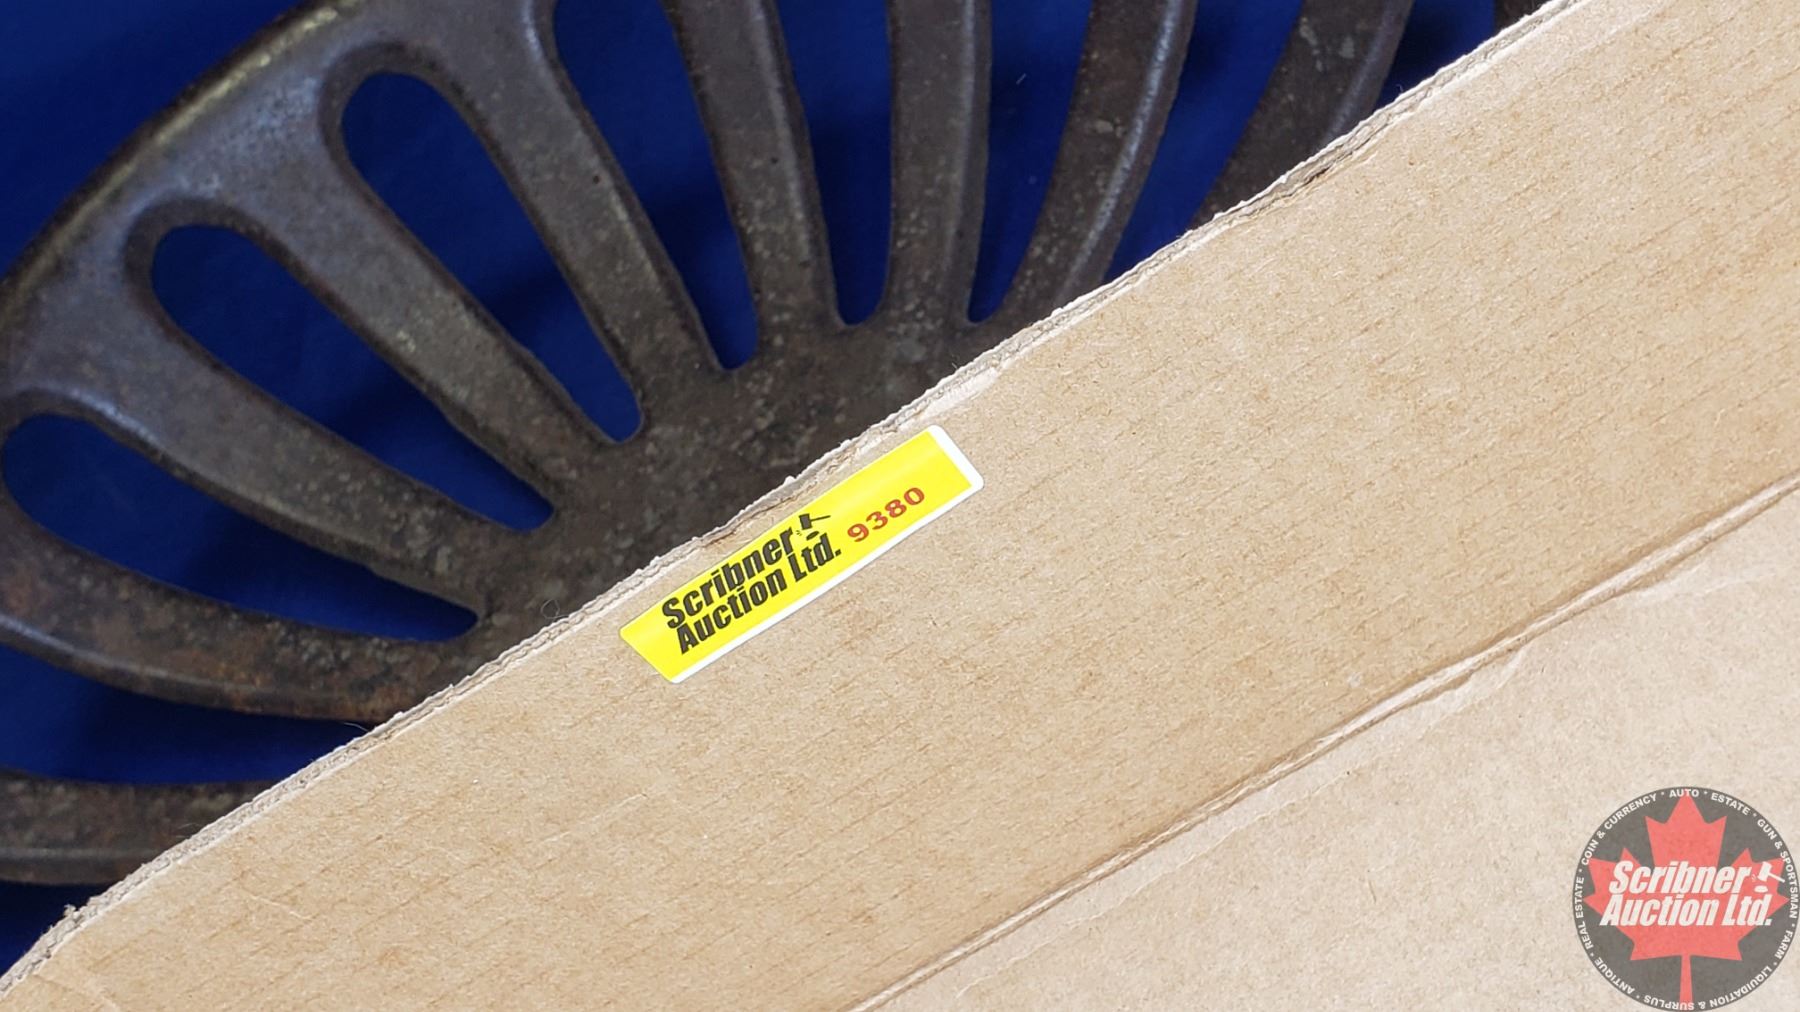 Scribner
Auction Ltd.
9380
COIN & CURRENCY * AUTO * ESTATE * GUN & SPORTSMAN * FARM * LIQUIDATION & SURPLUS * ANTIQUE * REAL ESTATE *
Scribner
Auction Ltd.